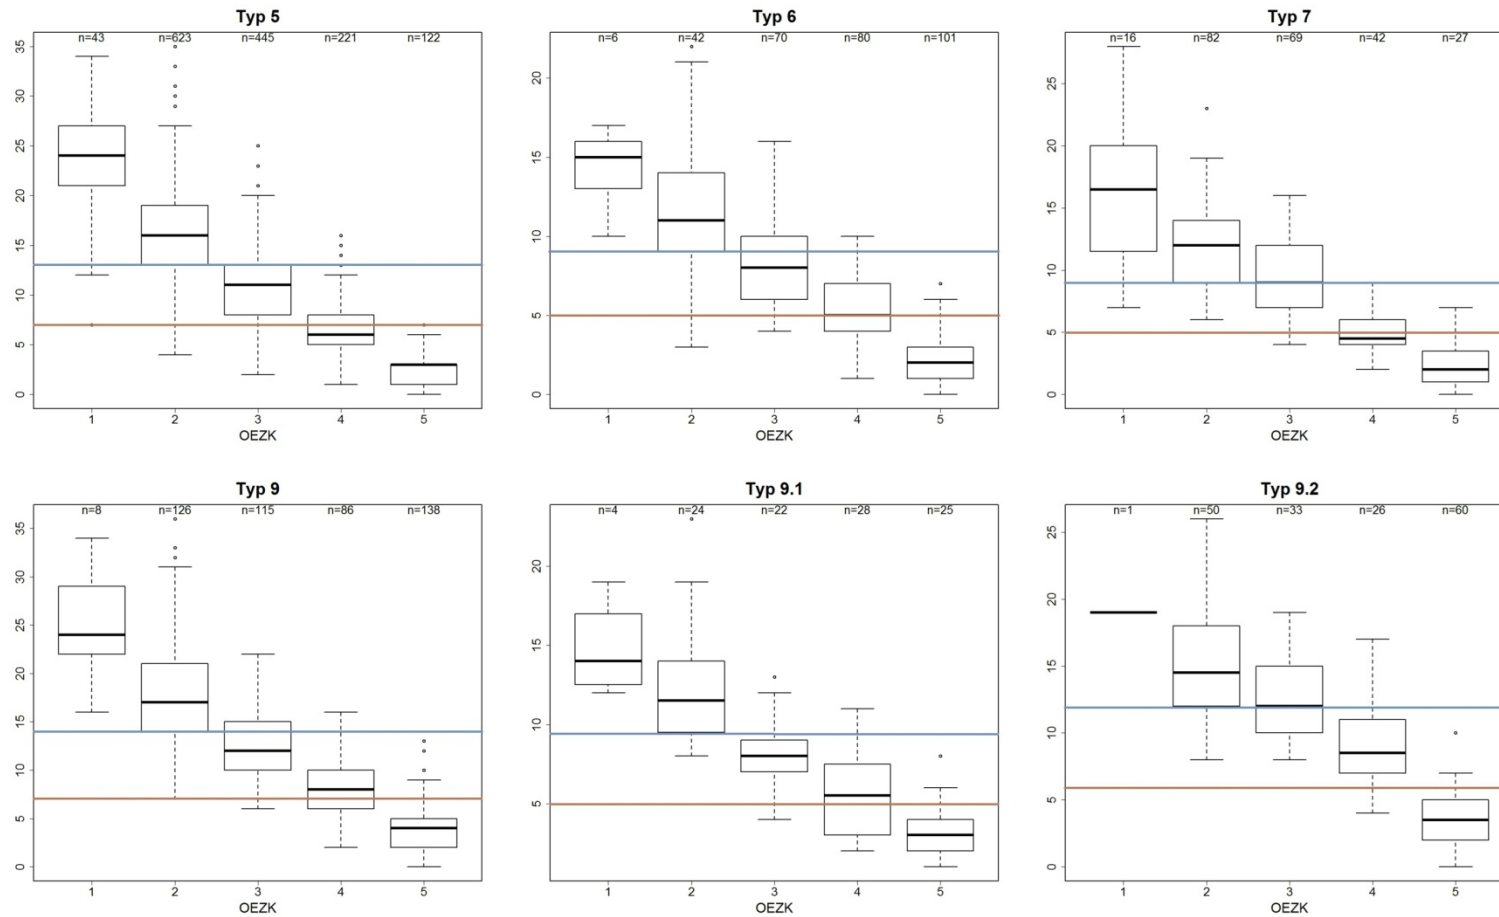 Typ 5
n=43 n=623 n=445 n=221 n=122
35
30
25
20
15
10
5
0
1 2 3 4 5
OEZK
Typ 6
n=6 n=42 n=70 n=80 n=101
20
15
10
5
0
1 2 3 4 5
OEZK
Typ 7
n=16 n=82 n=69 n=42 n=27
25
20
15
10
5
0
1 2 3 4 5
OEZK
Typ 9
n=8 n=126 n=115 n=86 n=138
35
30
25
20
15
10
5
0
1 2 3 4 5
OEZK
Typ 9.1
n=4 n=24 n=22 n=28 n=25
20
15
10
5
1 2 3 4 5
OEZK
Typ 9.2
n=1 n=50 n=33 n=26 n=60
25
20
15
10
5
0
1 2 3 4 5
OEZK